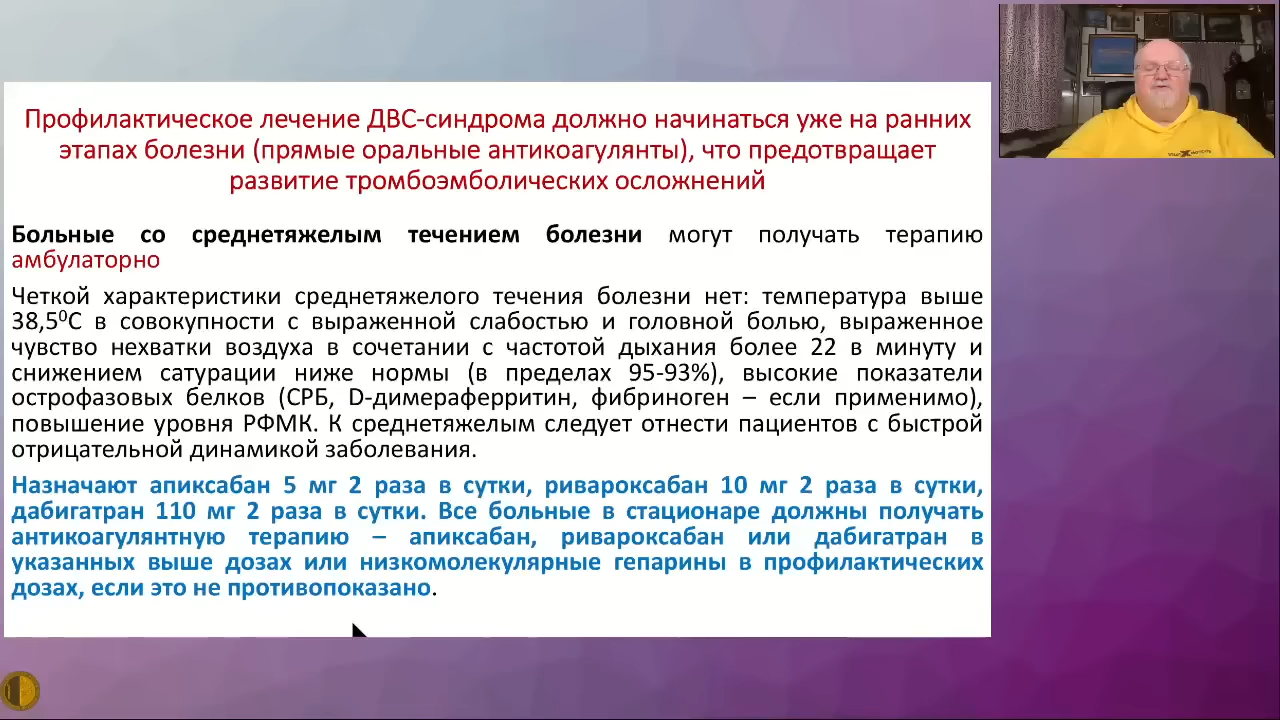 Профилактическое лечение ДВС-синдрома должно начинаться уже на ранних
этапах болезни (прямые оральные антикоагулянты), что предотвращает
развитие тромбоэмболических осложнений
Больные со среднетяжелым течением болезни могут получать терапию
амбулаторно
Четкой характеристики среднетяжелого течения болезни нет: температура выше
38,5⁰С в совокупности с выраженной слабостью и головной болью, выраженное
чувство нехватки воздуха в сочетании с частотой дыхания более 22 в минуту и
снижением сатурации ниже нормы (в пределах 95-93%), высокие показатели
острофазовых белков (СРБ, D-димераферритин, фибриноген – если применимо),
повышение уровня РФМК. К среднетяжелым следует отнести пациентов с быстрой
отрицательной динамикой заболевания.
Назначают апиксабан 5 мг 2 раза в сутки, ривароксабан 10 мг 2 раза в сутки,
дабигатран 110 мг 2 раза в сутки. Все больные в стационаре должны получать
антикоагулянтную терапию – апиксабан, ривароксабан или дабигатран в
указанных выше дозах или низкомолекулярные гепарины в профилактических
дозах, если это не противопоказано.